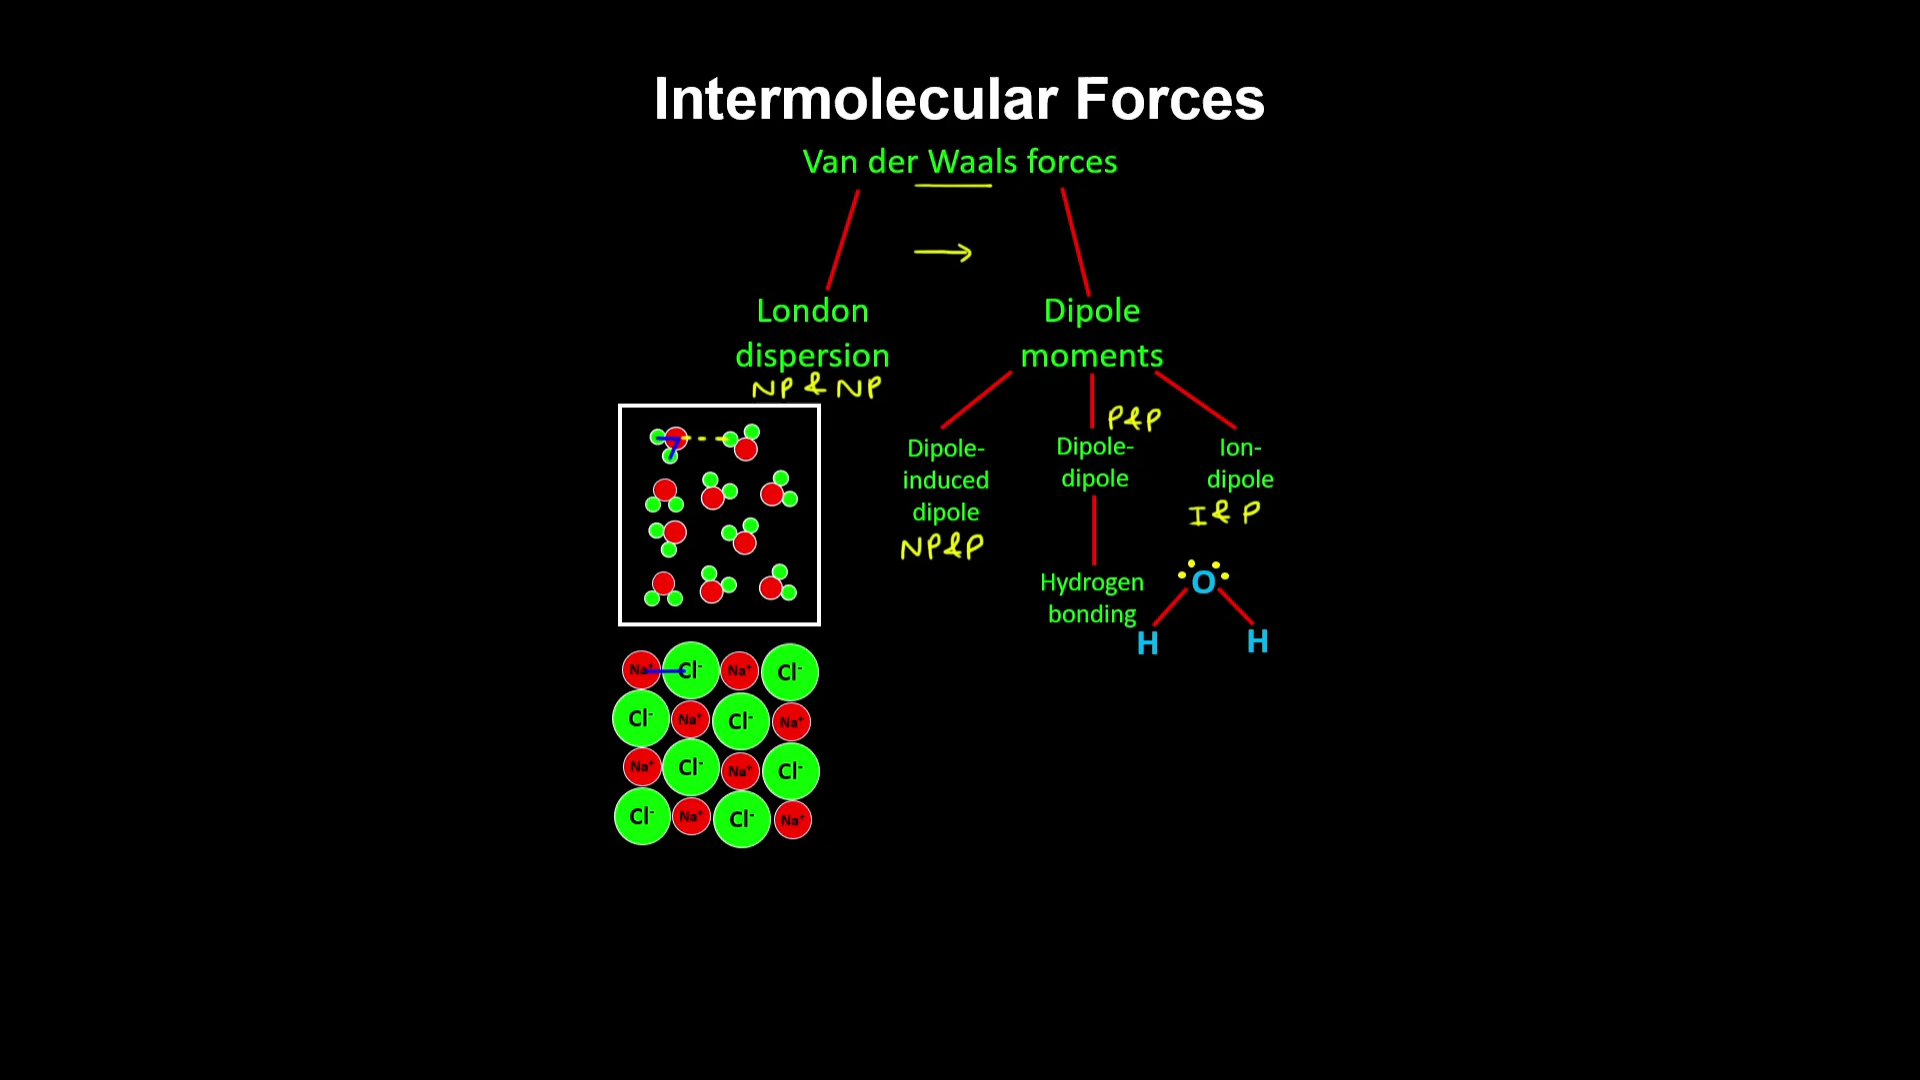 Intermolecular Forces
Van der Waals forces
London
dispersion
NP & NP
Dipole
moments
Dipole-
induced
dipole
NP&P
P&P
Dipole-
dipole
Hydrogen
bonding
Ion-
dipole
I & P
O
H H
Na⁺ Cl⁻ Na⁺ Cl⁻
Cl⁻ Na⁺ Cl⁻ Na⁺
Na⁺ Cl⁻ Na⁺ Cl⁻
Cl⁻ Na⁺ Cl⁻ Na⁺